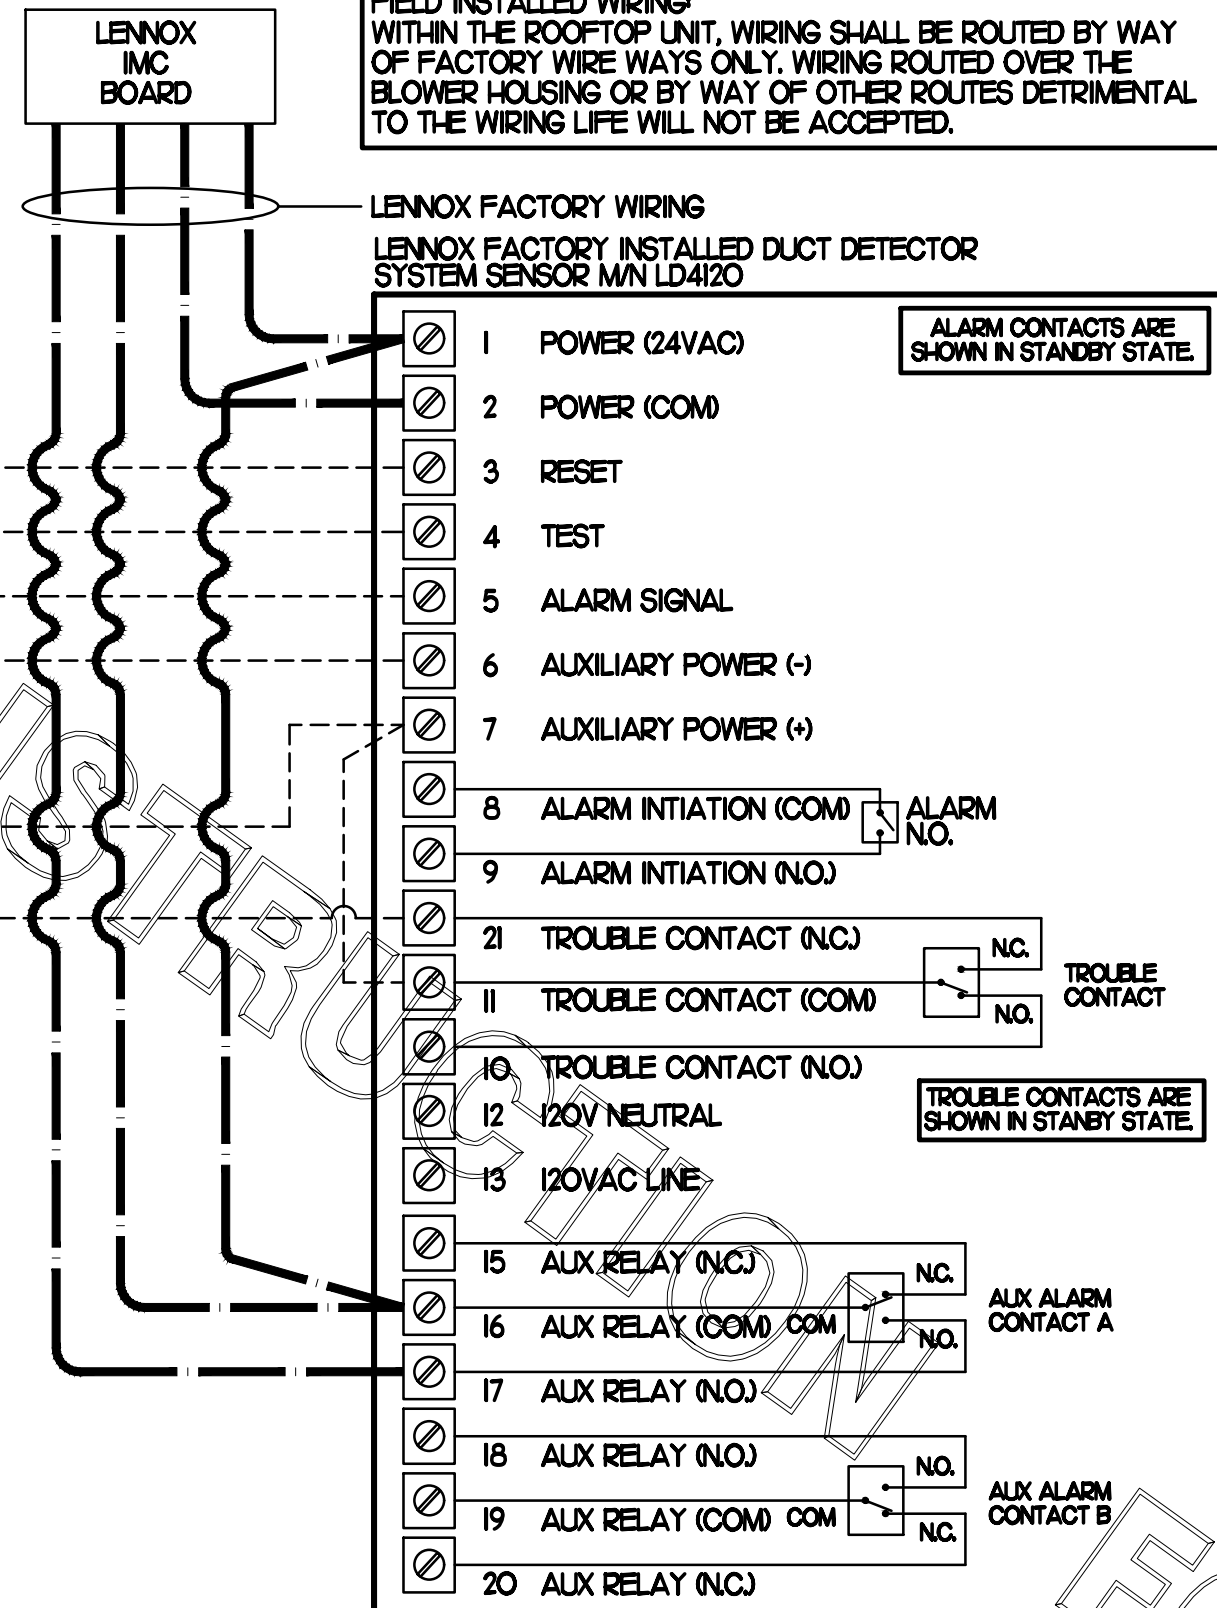 LENNOX
IMC
BOARD
FIELD INSTALLED WIRING:
WITHIN THE ROOFTOP UNIT, WIRING SHALL BE ROUTED BY WAY
OF FACTORY WIRE WAYS ONLY. WIRING ROUTED OVER THE
BLOWER HOUSING OR BY WAY OF OTHER ROUTES DETRIMENTAL
TO THE WIRING LIFE WILL NOT BE ACCEPTED.
LENNOX FACTORY WIRING
LENNOX FACTORY INSTALLED DUCT DETECTOR
SYSTEM SENSOR M/N LD4120
ALARM CONTACTS ARE
SHOWN IN STANDBY STATE.
1 POWER (24VAC)
2 POWER (COM)
3 RESET
4 TEST
5 ALARM SIGNAL
6 AUXILIARY POWER (-)
7 AUXILIARY POWER (+)
8 ALARM INTIATION (COM)
ALARM
N.O.
9 ALARM INTIATION (N.O.)
21 TROUBLE CONTACT (N.C.)
N.C.
TROUBLE
CONTACT
11 TROUBLE CONTACT (COM)
N.O.
10 TROUBLE CONTACT (N.O.)
TROUBLE CONTACTS ARE
SHOWN IN STANBY STATE.
12 120V NEUTRAL
13 120VAC LINE
15 AUX RELAY (N.C.)
N.C.
AUX ALARM
CONTACT A
16 AUX RELAY (COM) COM
N.O.
17 AUX RELAY (N.O.)
18 AUX RELAY (N.O.)
N.O.
AUX ALARM
CONTACT B
19 AUX RELAY (COM) COM
N.C.
20 AUX RELAY (N.C.)
STRUCTION